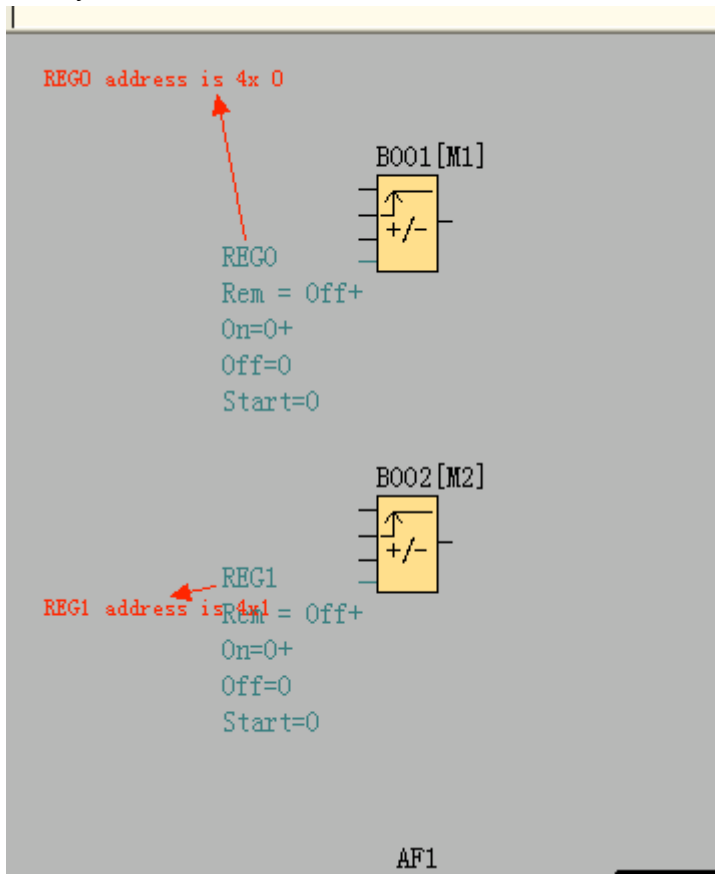 REG0 address is 4x 0
B001[M1]
+/-
REG0
Rem = Off+
On=0+
Off=0
Start=0
B002[M2]
+/-
REG1
REG1 address is 4x1
Rem = Off+
On=0+
Off=0
Start=0
AF1